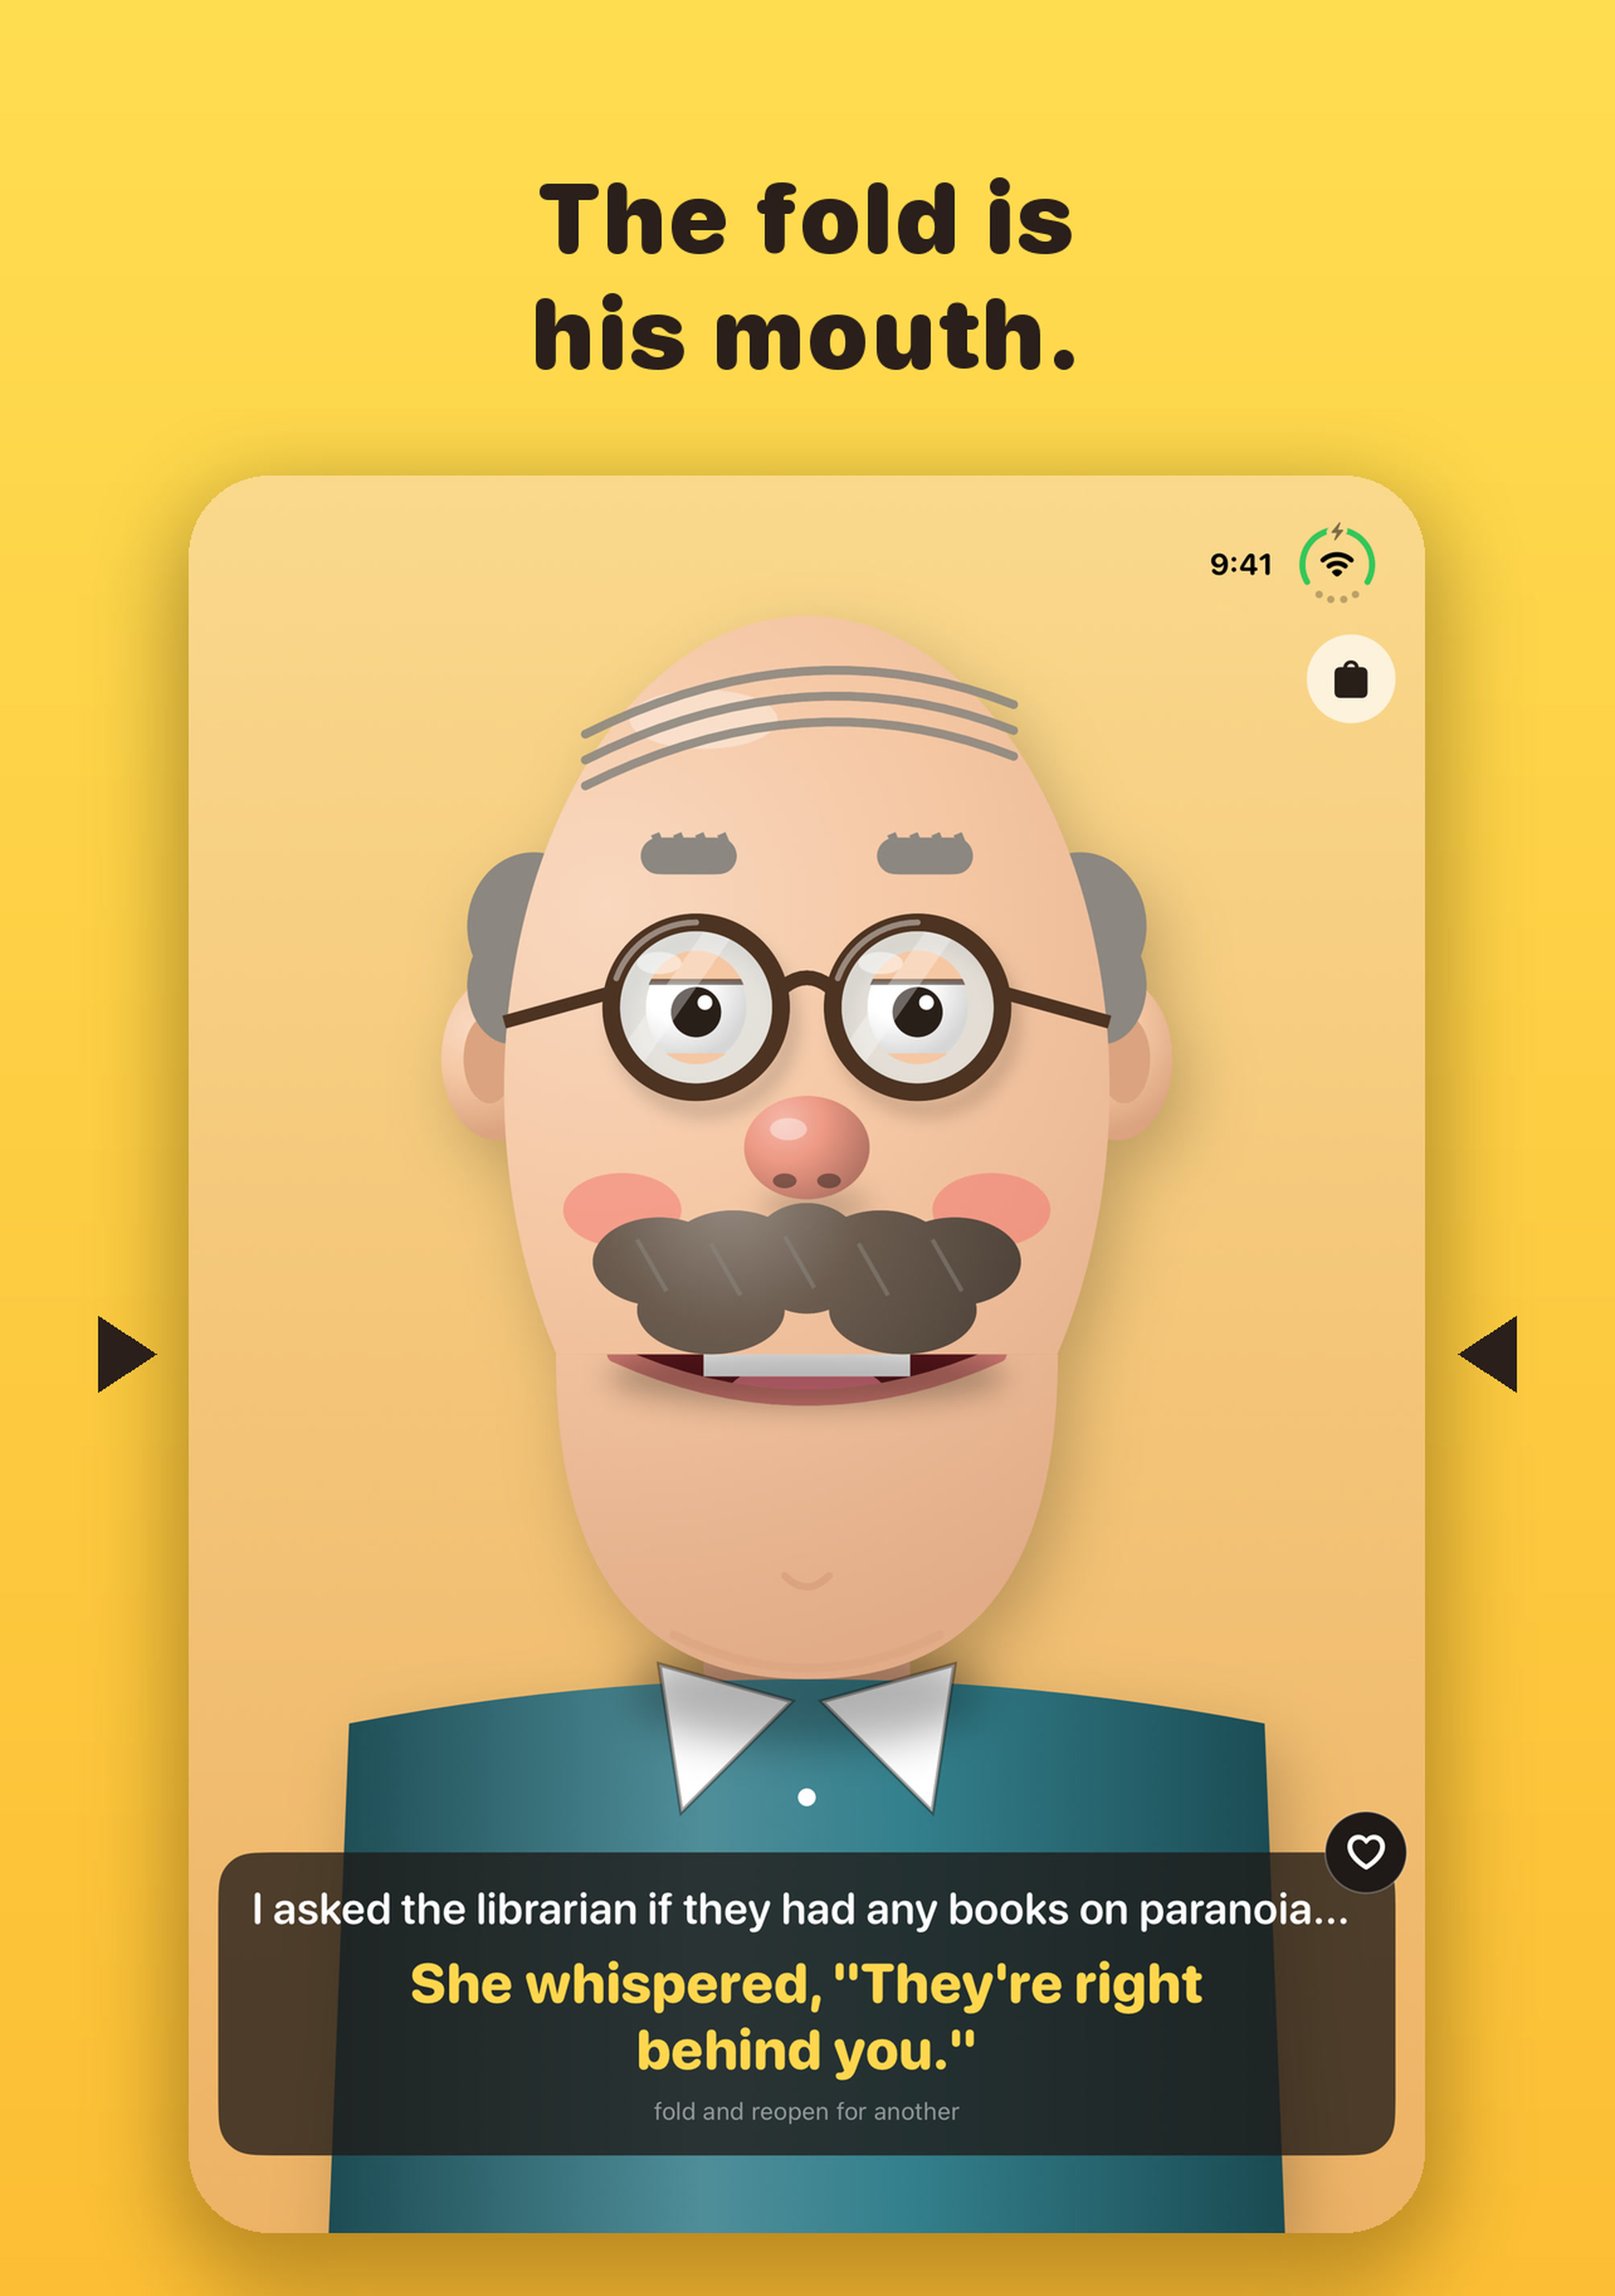 The fold is
his mouth.
9:41
I asked the librarian if they had any books on paranoia...
She whispered, "They're right
behind you."
fold and reopen for another